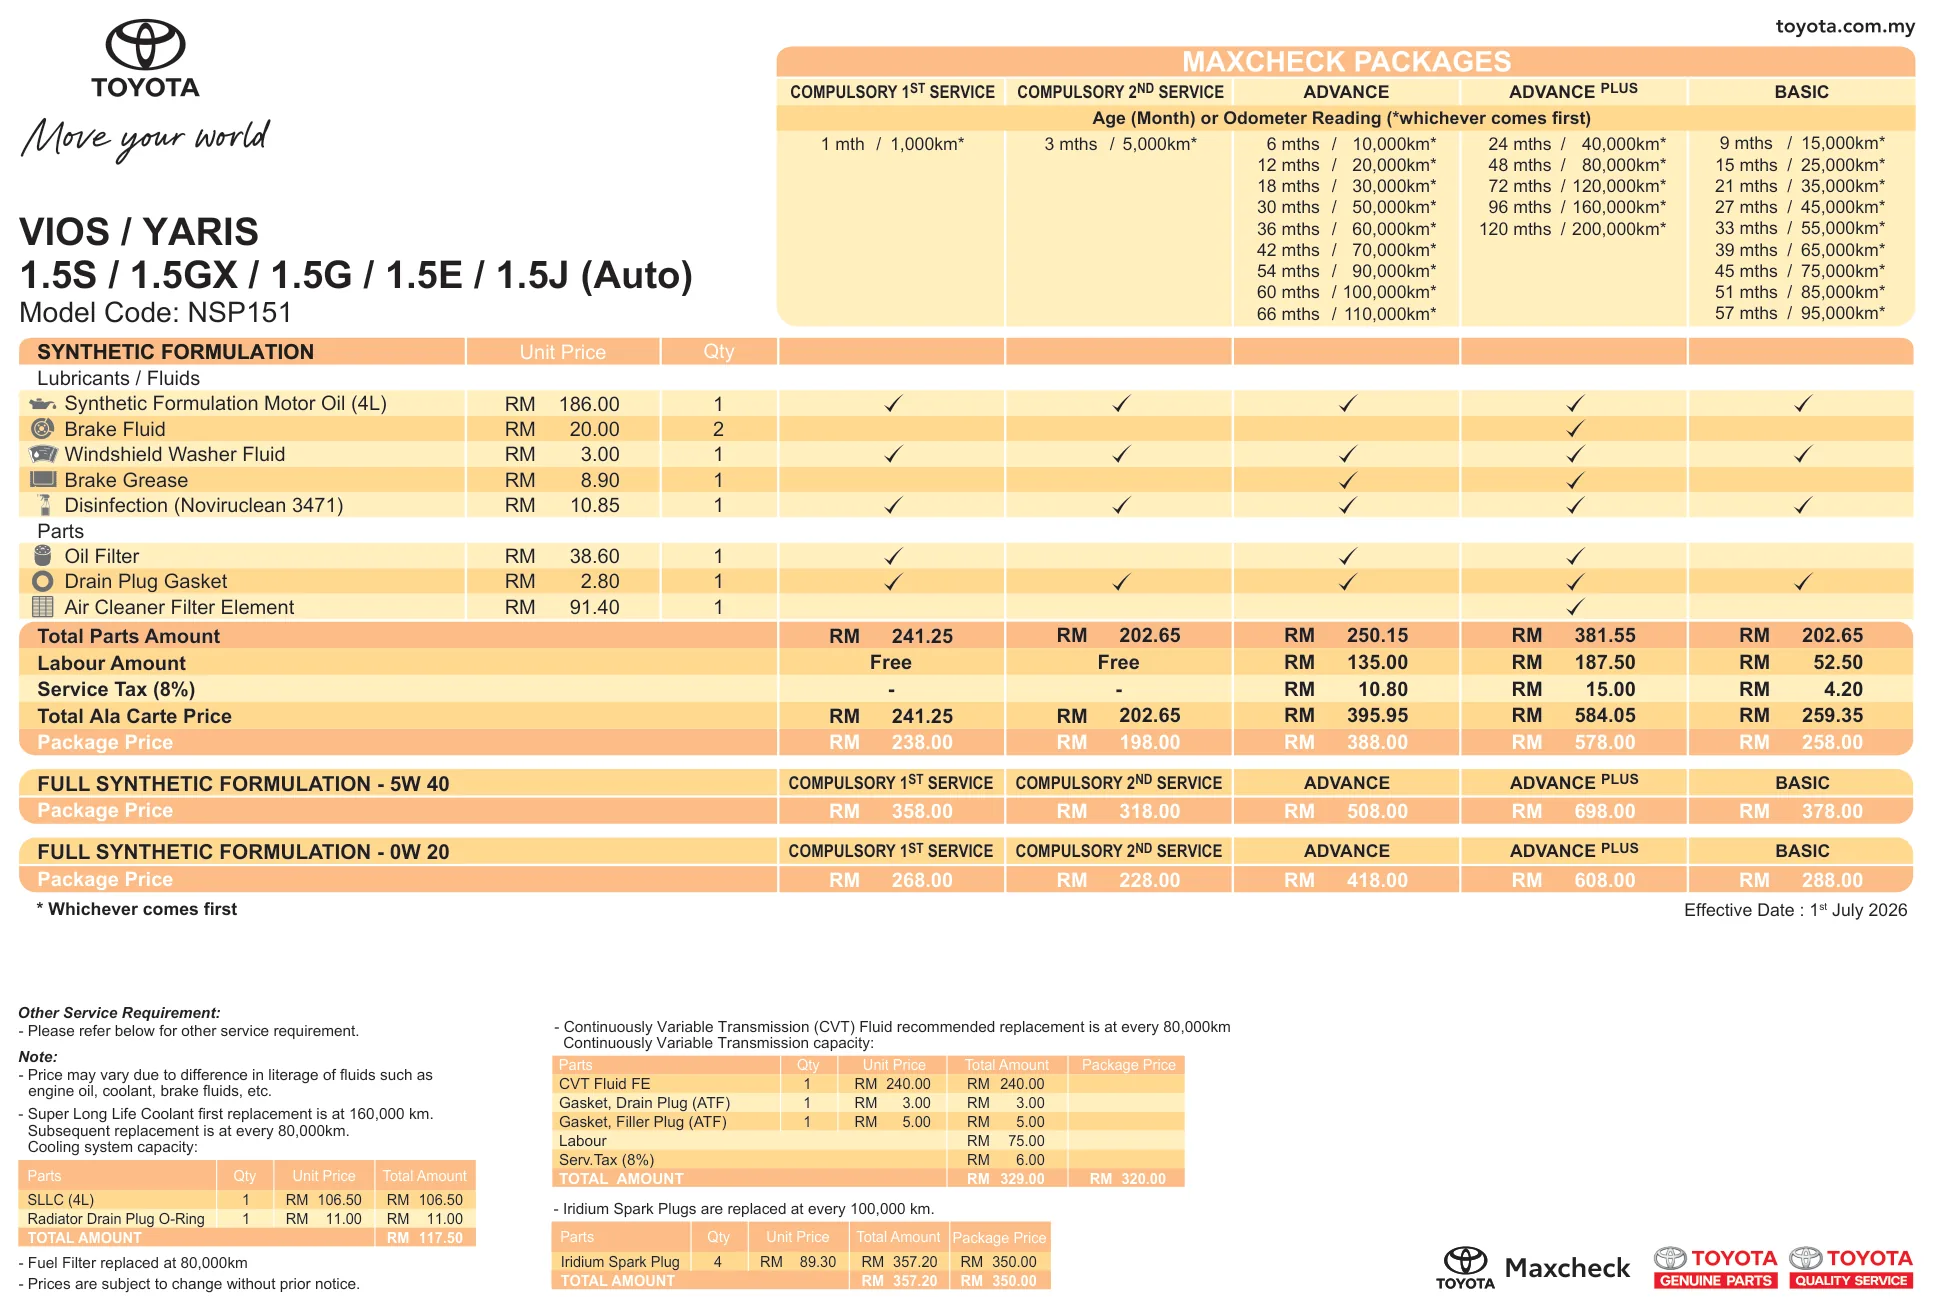 toyota.com.my
TOYOTA
Move your world
VIOS / YARIS
1.5S / 1.5GX / 1.5G / 1.5E / 1.5J (Auto)
Model Code: NSP151
MAXCHECK PACKAGES
COMPULSORY 1ST SERVICE COMPULSORY 2ND SERVICE ADVANCE ADVANCE PLUS BASIC
Age (Month) or Odometer Reading (*whichever comes first)
1 mth / 1,000km* 3 mths / 5,000km* 6 mths / 10,000km* 24 mths / 40,000km* 9 mths / 15,000km*
12 mths / 20,000km* 48 mths / 80,000km* 15 mths / 25,000km*
18 mths / 30,000km* 72 mths / 120,000km* 21 mths / 35,000km*
30 mths / 50,000km* 96 mths / 160,000km* 27 mths / 45,000km*
36 mths / 60,000km* 120 mths / 200,000km* 33 mths / 55,000km*
42 mths / 70,000km* 39 mths / 65,000km*
54 mths / 90,000km* 45 mths / 75,000km*
60 mths / 100,000km* 51 mths / 85,000km*
66 mths / 110,000km* 57 mths / 95,000km*
SYNTHETIC FORMULATION Unit Price Qty
Lubricants / Fluids
Synthetic Formulation Motor Oil (4L) RM 186.00 1 ✓ ✓ ✓ ✓ ✓
Brake Fluid RM 20.00 2 ✓
Windshield Washer Fluid RM 3.00 1 ✓ ✓ ✓ ✓ ✓
Brake Grease RM 8.90 1 ✓ ✓
Disinfection (Noviruclean 3471) RM 10.85 1 ✓ ✓ ✓ ✓ ✓
Parts
Oil Filter RM 38.60 1 ✓ ✓ ✓
Drain Plug Gasket RM 2.80 1 ✓ ✓ ✓ ✓ ✓
Air Cleaner Filter Element RM 91.40 1 ✓
Total Parts Amount RM 241.25 RM 202.65 RM 250.15 RM 381.55 RM 202.65
Labour Amount Free Free RM 135.00 RM 187.50 RM 52.50
Service Tax (8%) - - RM 10.80 RM 15.00 RM 4.20
Total Ala Carte Price RM 241.25 RM 202.65 RM 395.95 RM 584.05 RM 259.35
Package Price RM 238.00 RM 198.00 RM 388.00 RM 578.00 RM 258.00
FULL SYNTHETIC FORMULATION - 5W 40 COMPULSORY 1ST SERVICE COMPULSORY 2ND SERVICE ADVANCE ADVANCE PLUS BASIC
Package Price RM 358.00 RM 318.00 RM 508.00 RM 698.00 RM 378.00
FULL SYNTHETIC FORMULATION - 0W 20 COMPULSORY 1ST SERVICE COMPULSORY 2ND SERVICE ADVANCE ADVANCE PLUS BASIC
Package Price RM 268.00 RM 228.00 RM 418.00 RM 608.00 RM 288.00
* Whichever comes first
Effective Date : 1st July 2026
Other Service Requirement:
- Please refer below for other service requirement.
Note:
- Price may vary due to difference in literage of fluids such as
engine oil, coolant, brake fluids, etc.
- Super Long Life Coolant first replacement is at 160,000 km.
Subsequent replacement is at every 80,000km.
Cooling system capacity:
Parts Qty Unit Price Total Amount
SLLC (4L) 1 RM 106.50 RM 106.50
Radiator Drain Plug O-Ring 1 RM 11.00 RM 11.00
TOTAL AMOUNT RM 117.50
- Fuel Filter replaced at 80,000km
- Prices are subject to change without prior notice.
- Continuously Variable Transmission (CVT) Fluid recommended replacement is at every 80,000km
Continuously Variable Transmission capacity:
Parts Qty Unit Price Total Amount Package Price
CVT Fluid FE 1 RM 240.00 RM 240.00
Gasket, Drain Plug (ATF) 1 RM 3.00 RM 3.00
Gasket, Filler Plug (ATF) 1 RM 5.00 RM 5.00
Labour RM 75.00
Serv.Tax (8%) RM 6.00
TOTAL AMOUNT RM 329.00 RM 320.00
- Iridium Spark Plugs are replaced at every 100,000 km.
Parts Qty Unit Price Total Amount Package Price
Iridium Spark Plug 4 RM 89.30 RM 357.20 RM 350.00
TOTAL AMOUNT RM 357.20 RM 350.00
TOYOTA Maxcheck
TOYOTA GENUINE PARTS
TOYOTA QUALITY SERVICE